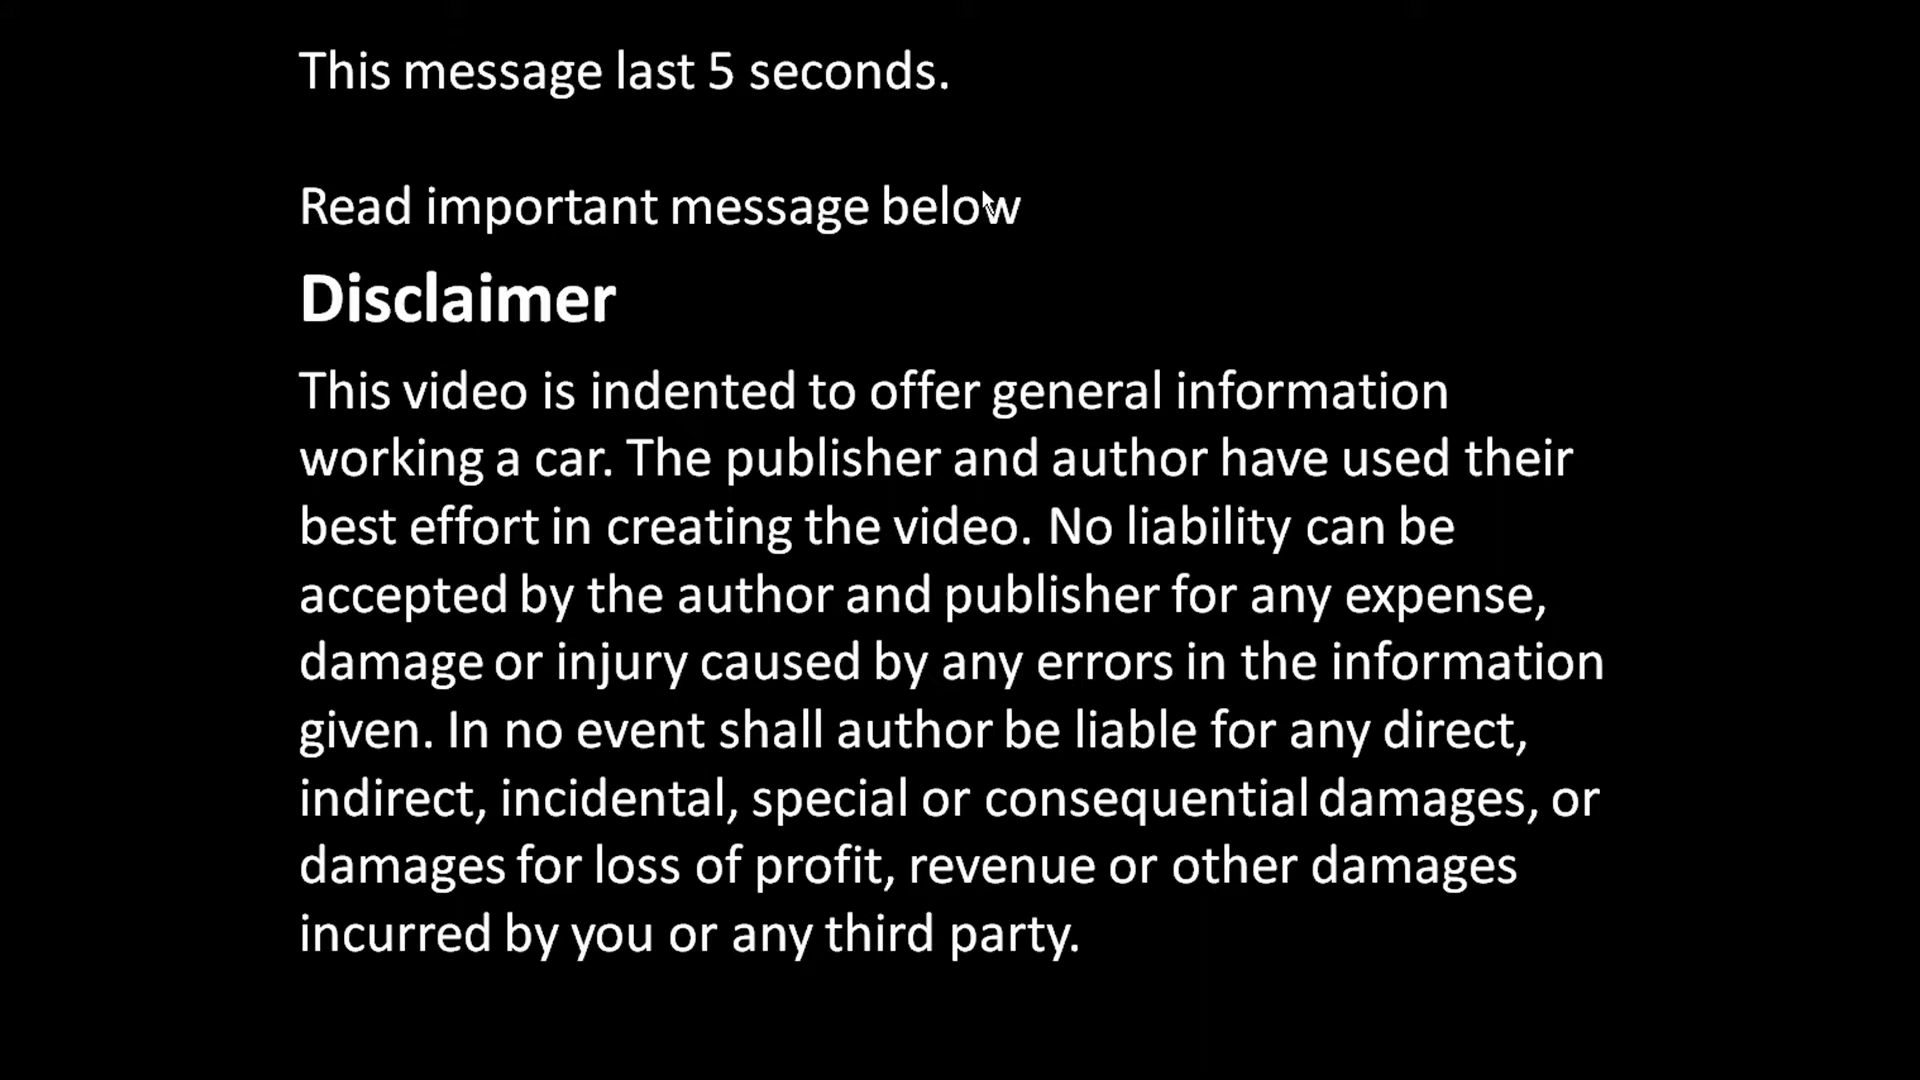 This message last 5 seconds.
Read important message below
Disclaimer
This video is indented to offer general information
working a car. The publisher and author have used their
best effort in creating the video. No liability can be
accepted by the author and publisher for any expense,
damage or injury caused by any errors in the information
given. In no event shall author be liable for any direct,
indirect, incidental, special or consequential damages, or
damages for loss of profit, revenue or other damages
incurred by you or any third party.